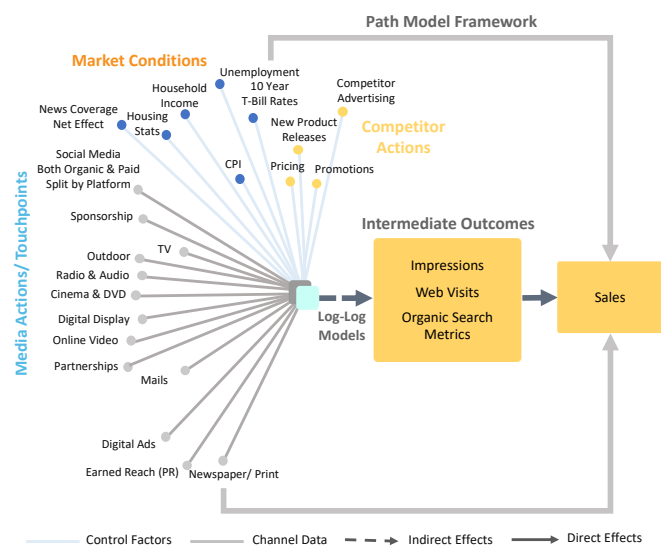 Path Model Framework
Market Conditions
Unemployment
10 Year
T-Bill Rates
Competitor
Advertising
Household
Income
News Coverage
Net Effect
Housing
Stats
New Product
Releases
Competitor
Actions
Social Media
Both Organic & Paid
Split by Platform
CPI
Pricing
Promotions
Sponsorship
Intermediate Outcomes
TV
Outdoor
Radio & Audio
Cinema & DVD
Digital Display
Online Video
Partnerships
Mails
Media Actions/ Touchpoints
Impressions
Web Visits
Organic Search
Metrics
Sales
Log-Log
Models
Digital Ads
Earned Reach (PR)
Newspaper/ Print
Control Factors
Channel Data
Indirect Effects
Direct Effects